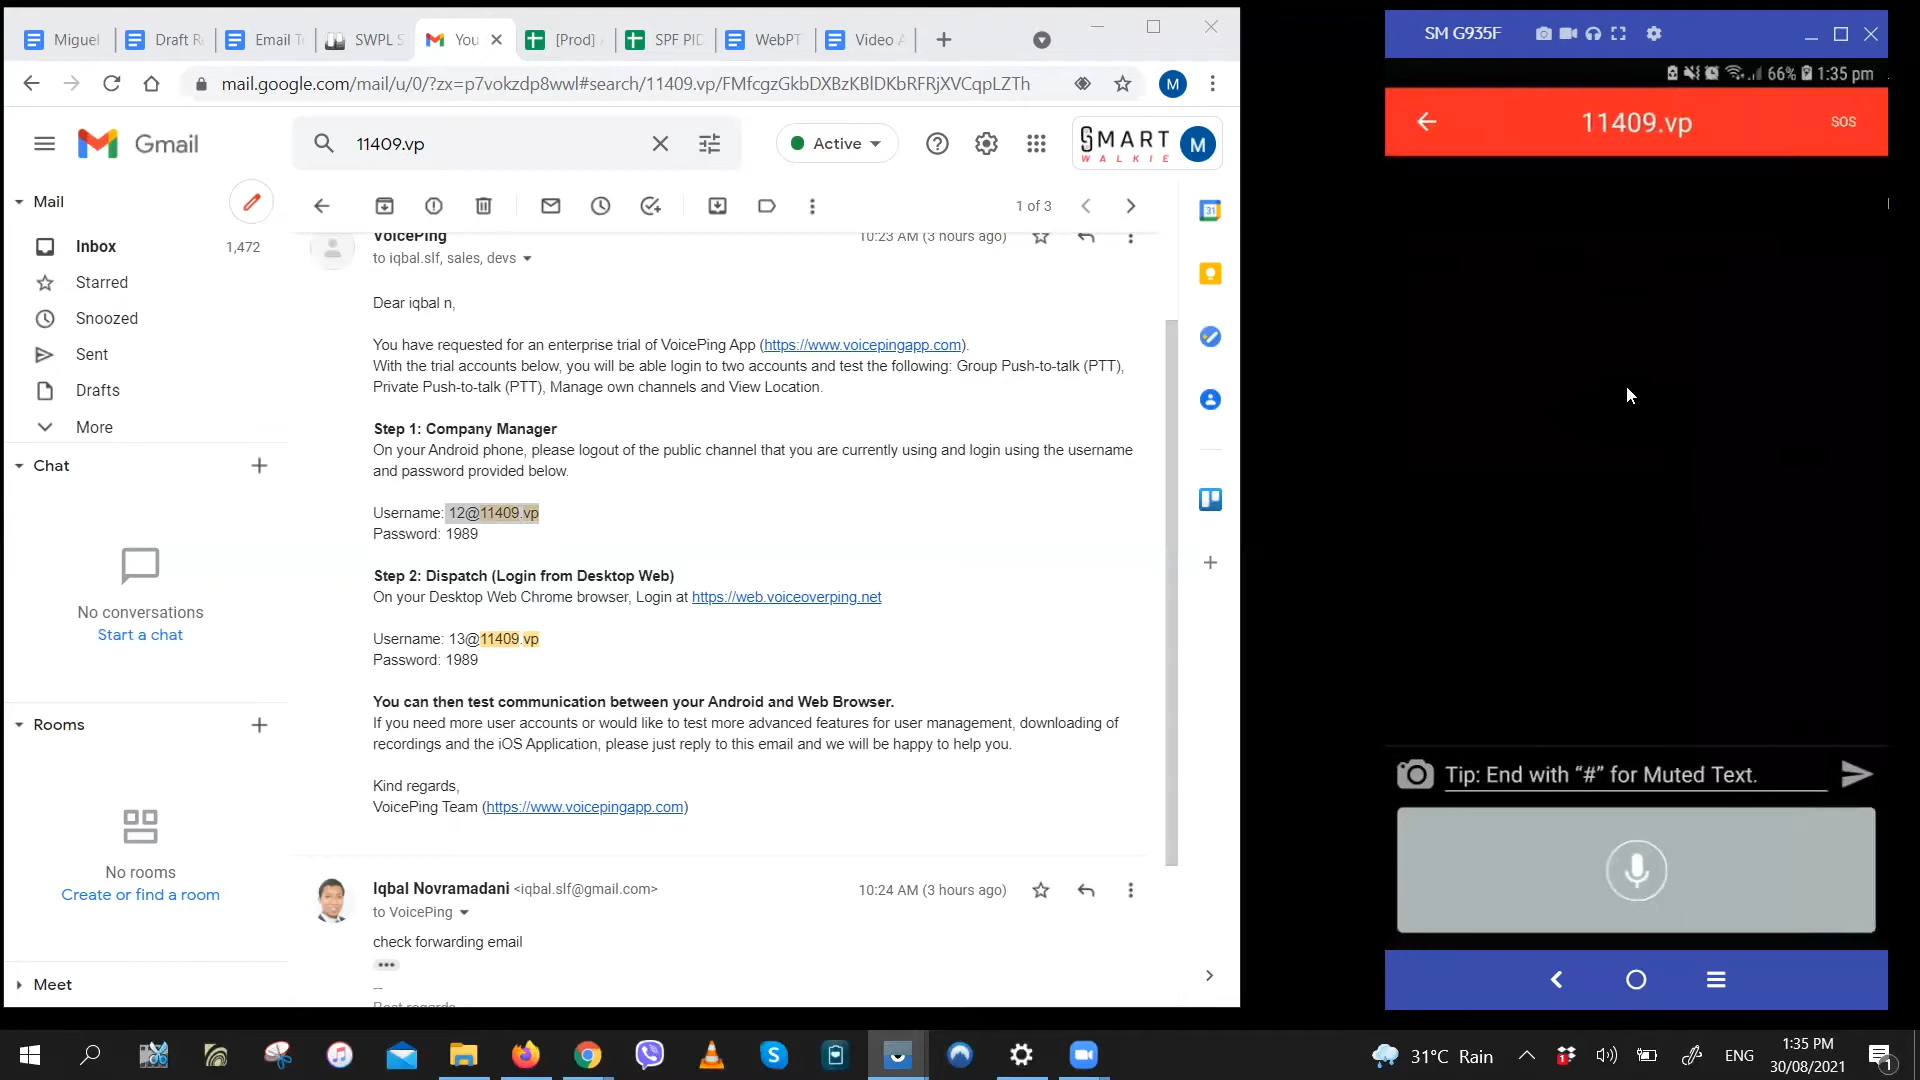 Miguel
Draft R
Email T
SWPL S
You
[Prod]
SPF PID
WebPT
Video A
mail.google.com/mail/u/0/?zx=p7vokzdp8wwl#search/11409.vp/FMfcgzGkbDXBzKBlDKbRFRjXVCqpLZTh
M
Gmail
11409.vp
Active
SMART
WALKIE
M
Mail
1 of 3
Inbox
1,472
Starred
Snoozed
Sent
Drafts
More
Chat
No conversations
Start a chat
Rooms
No rooms
Create or find a room
Meet
VoicePing
10:23 AM (3 hours ago)
to iqbal.slf, sales, devs
Dear iqbal n,
You have requested for an enterprise trial of VoicePing App (https://www.voicepingapp.com).
With the trial accounts below, you will be able login to two accounts and test the following: Group Push-to-talk (PTT),
Private Push-to-talk (PTT), Manage own channels and View Location.
Step 1: Company Manager
On your Android phone, please logout of the public channel that you are currently using and login using the username
and password provided below.
Username: 12@11409.vp
Password: 1989
Step 2: Dispatch (Login from Desktop Web)
On your Desktop Web Chrome browser, Login at https://web.voiceoverping.net
Username: 13@11409.vp
Password: 1989
You can then test communication between your Android and Web Browser.
If you need more user accounts or would like to test more advanced features for user management, downloading of
recordings and the iOS Application, please just reply to this email and we will be happy to help you.
Kind regards,
VoicePing Team (https://www.voicepingapp.com)
Iqbal Novramadani <iqbal.slf@gmail.com>
10:24 AM (3 hours ago)
to VoicePing
check forwarding email
--
Best regards
31
SM G935F
66% 1:35 pm
11409.vp
SOS
Tip: End with “#” for Muted Text.
31°C Rain
1
ENG
1:35 PM
30/08/2021
1